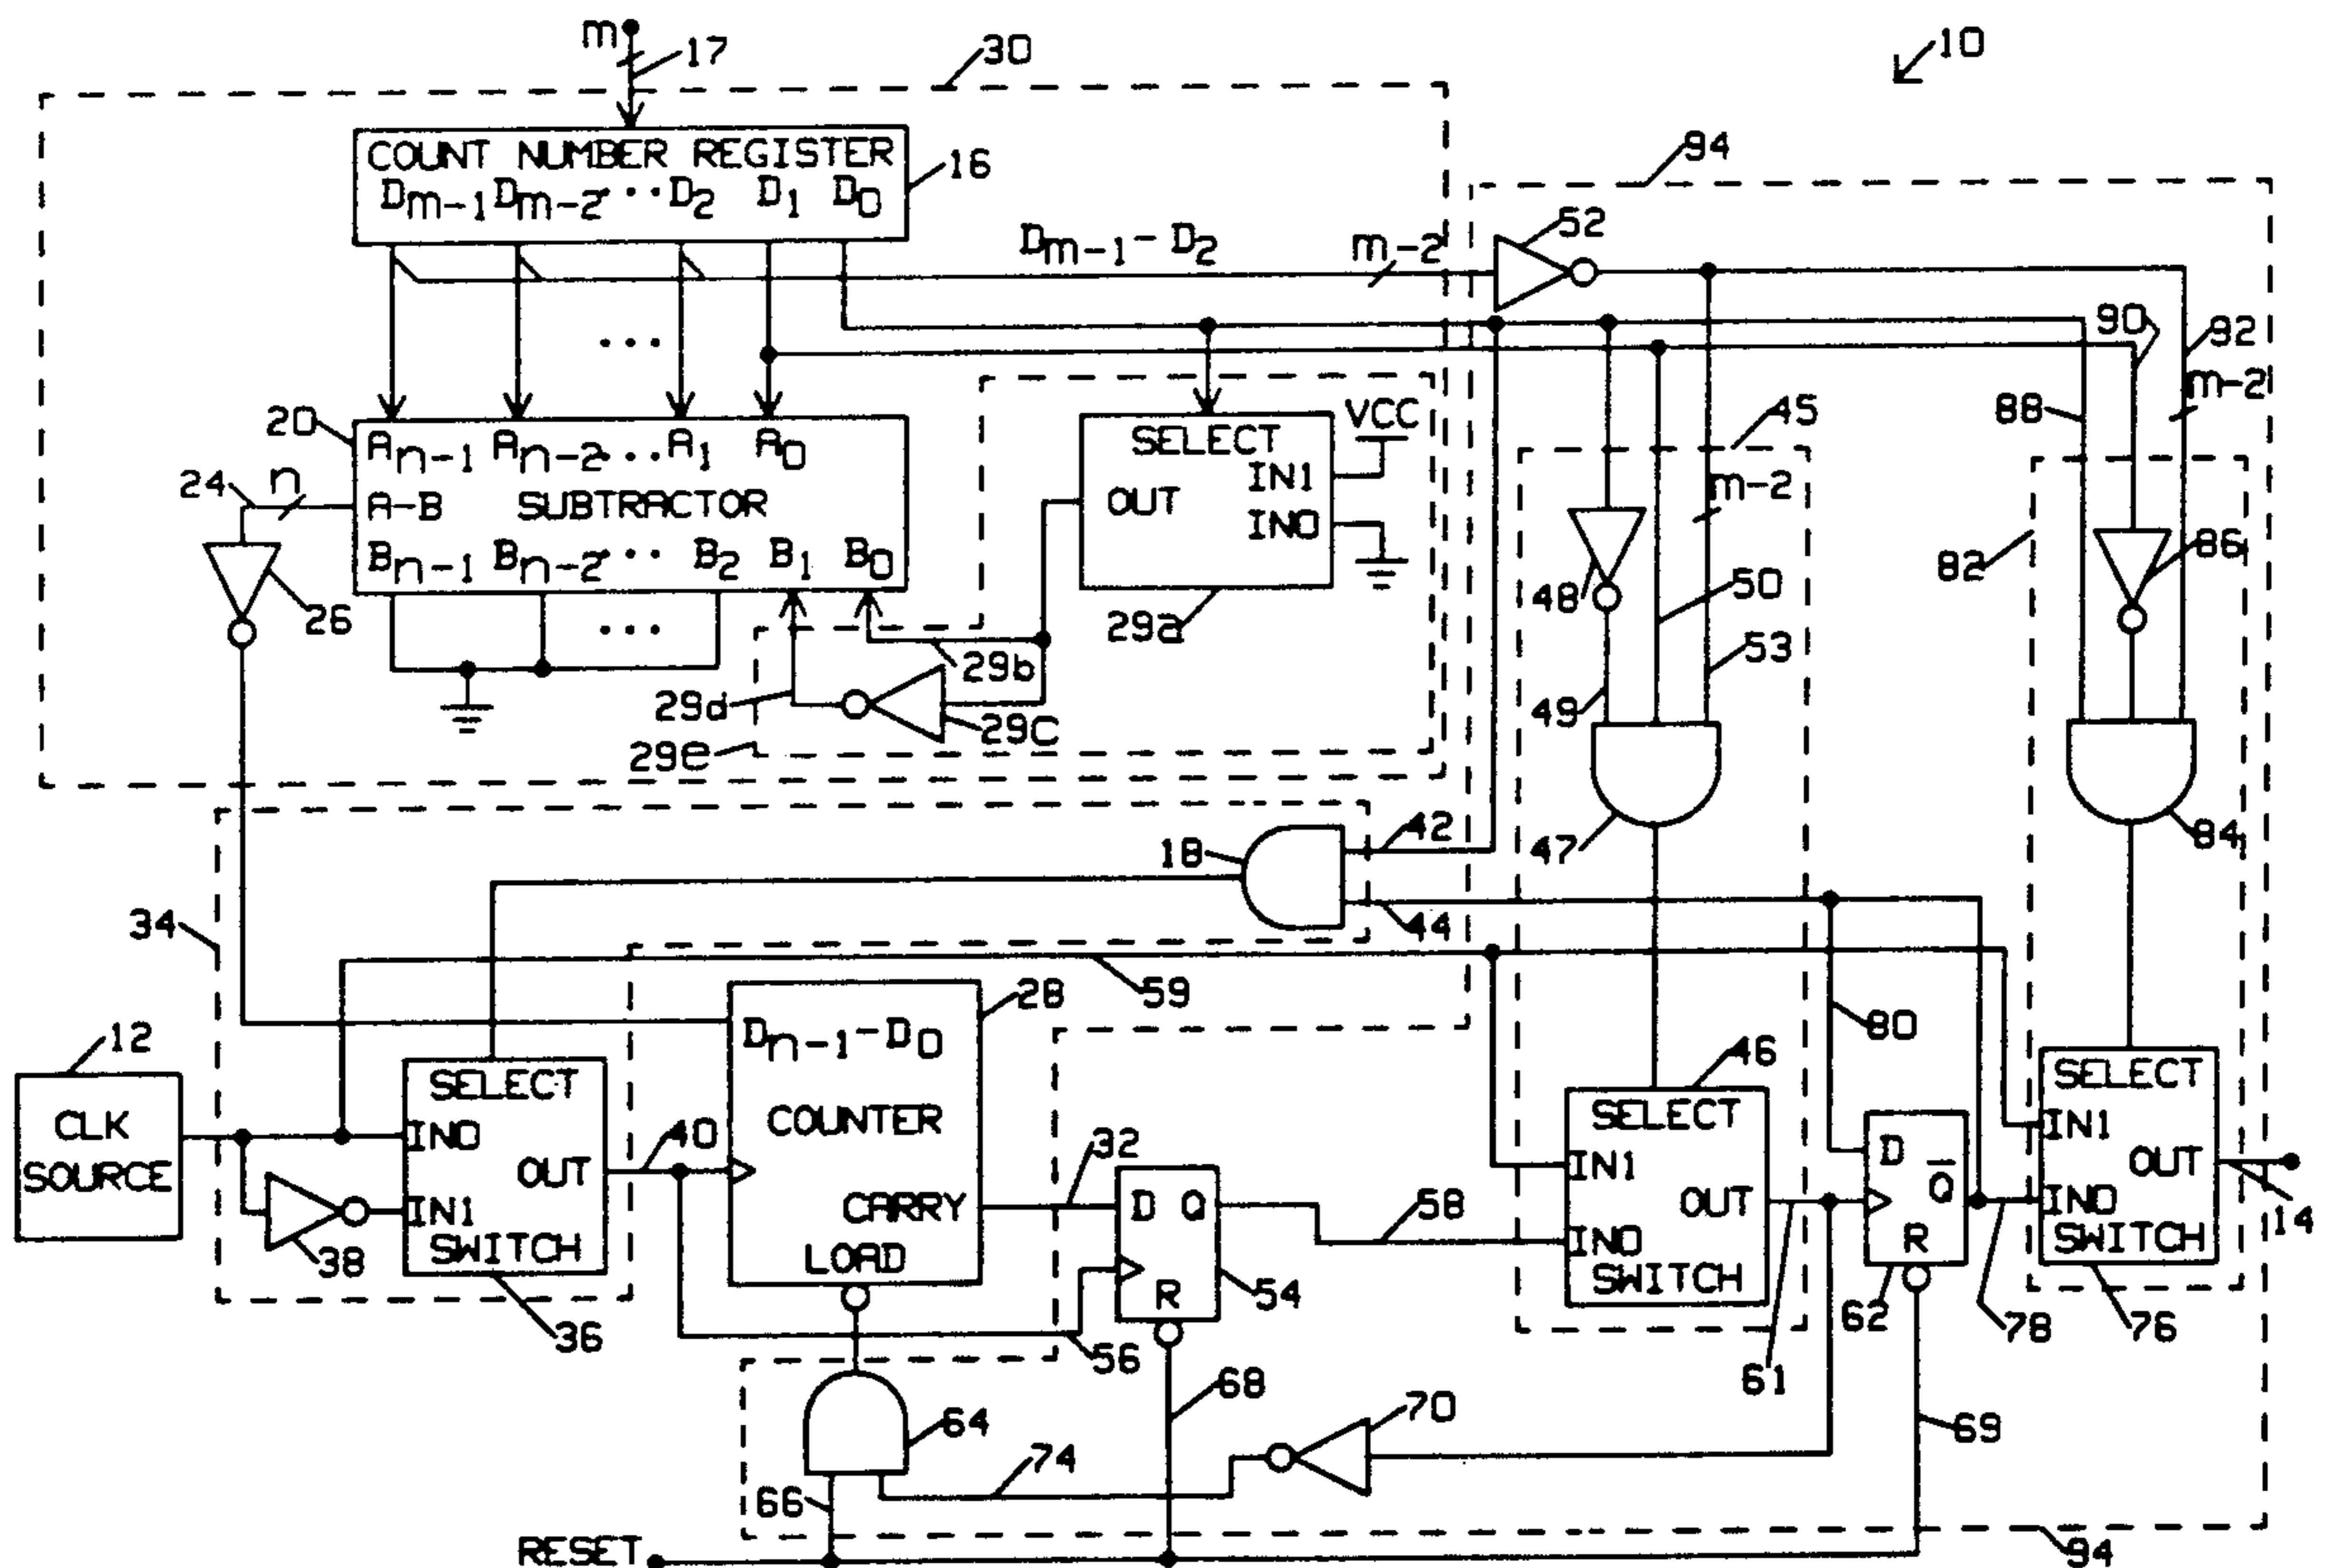 m
17
30
10
COUNT NUMBER REGISTER
Dm-1 Dm-2 ... D2 D1 D0
16
94
Dm-1 - D2
m-2
52
...
90
92
m-2
20
An-1 An-2 ... A1 A0
A-B SUBTRACTOR
Bn-1 Bn-2 ... B2 B1 B0
24
n
26
...
SELECT
IN1
OUT
IN0
VCC
29a
29b
29c
29d
29e
45
m-2
88
48
50
82
86
53
49
47
84
18
42
44
34
59
28
80
12
CLK
SOURCE
SELECT
IN0
OUT
IN1
SWITCH
38
36
40
Dn-1 - D0
COUNTER
CARRY
LOAD
32
D Q
R
54
56
58
46
SELECT
IN1
OUT
IN0
SWITCH
61
D
Q̅
R
62
78
SELECT
IN1
OUT
IN0
SWITCH
76
14
64
68
70
69
74
66
RESET
94